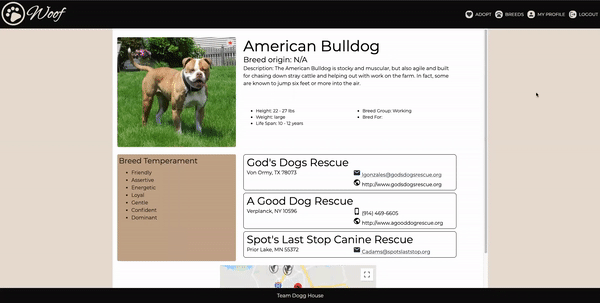 Woof
ADOPT
BREEDS
MY PROFILE
LOGOUT
American Bulldog
Breed origin: N/A
Description: The American Bulldog is stocky and muscular, but also agile and built
for chasing down stray cattle and helping out with work on the farm. In fact, some
are known to jump six feet or more into the air.
Height: 22 - 27 lbs
Weight: large
Life Span: 10 - 12 years
Breed Group: Working
Bred For:
Breed Temperament
Friendly
Assertive
Energetic
Loyal
Gentle
Confident
Dominant
God's Dogs Rescue
Von Ormy, TX 78073
igonzales@godsdogsrescue.org
http://www.godsdogsrescue.org
A Good Dog Rescue
Verplanck, NY 10596
(914) 469-6605
http://www.agooddogrescue.org
Spot's Last Stop Canine Rescue
Prior Lake, MN 55372
Cadams@spotslaststop.org
Team Dogg House